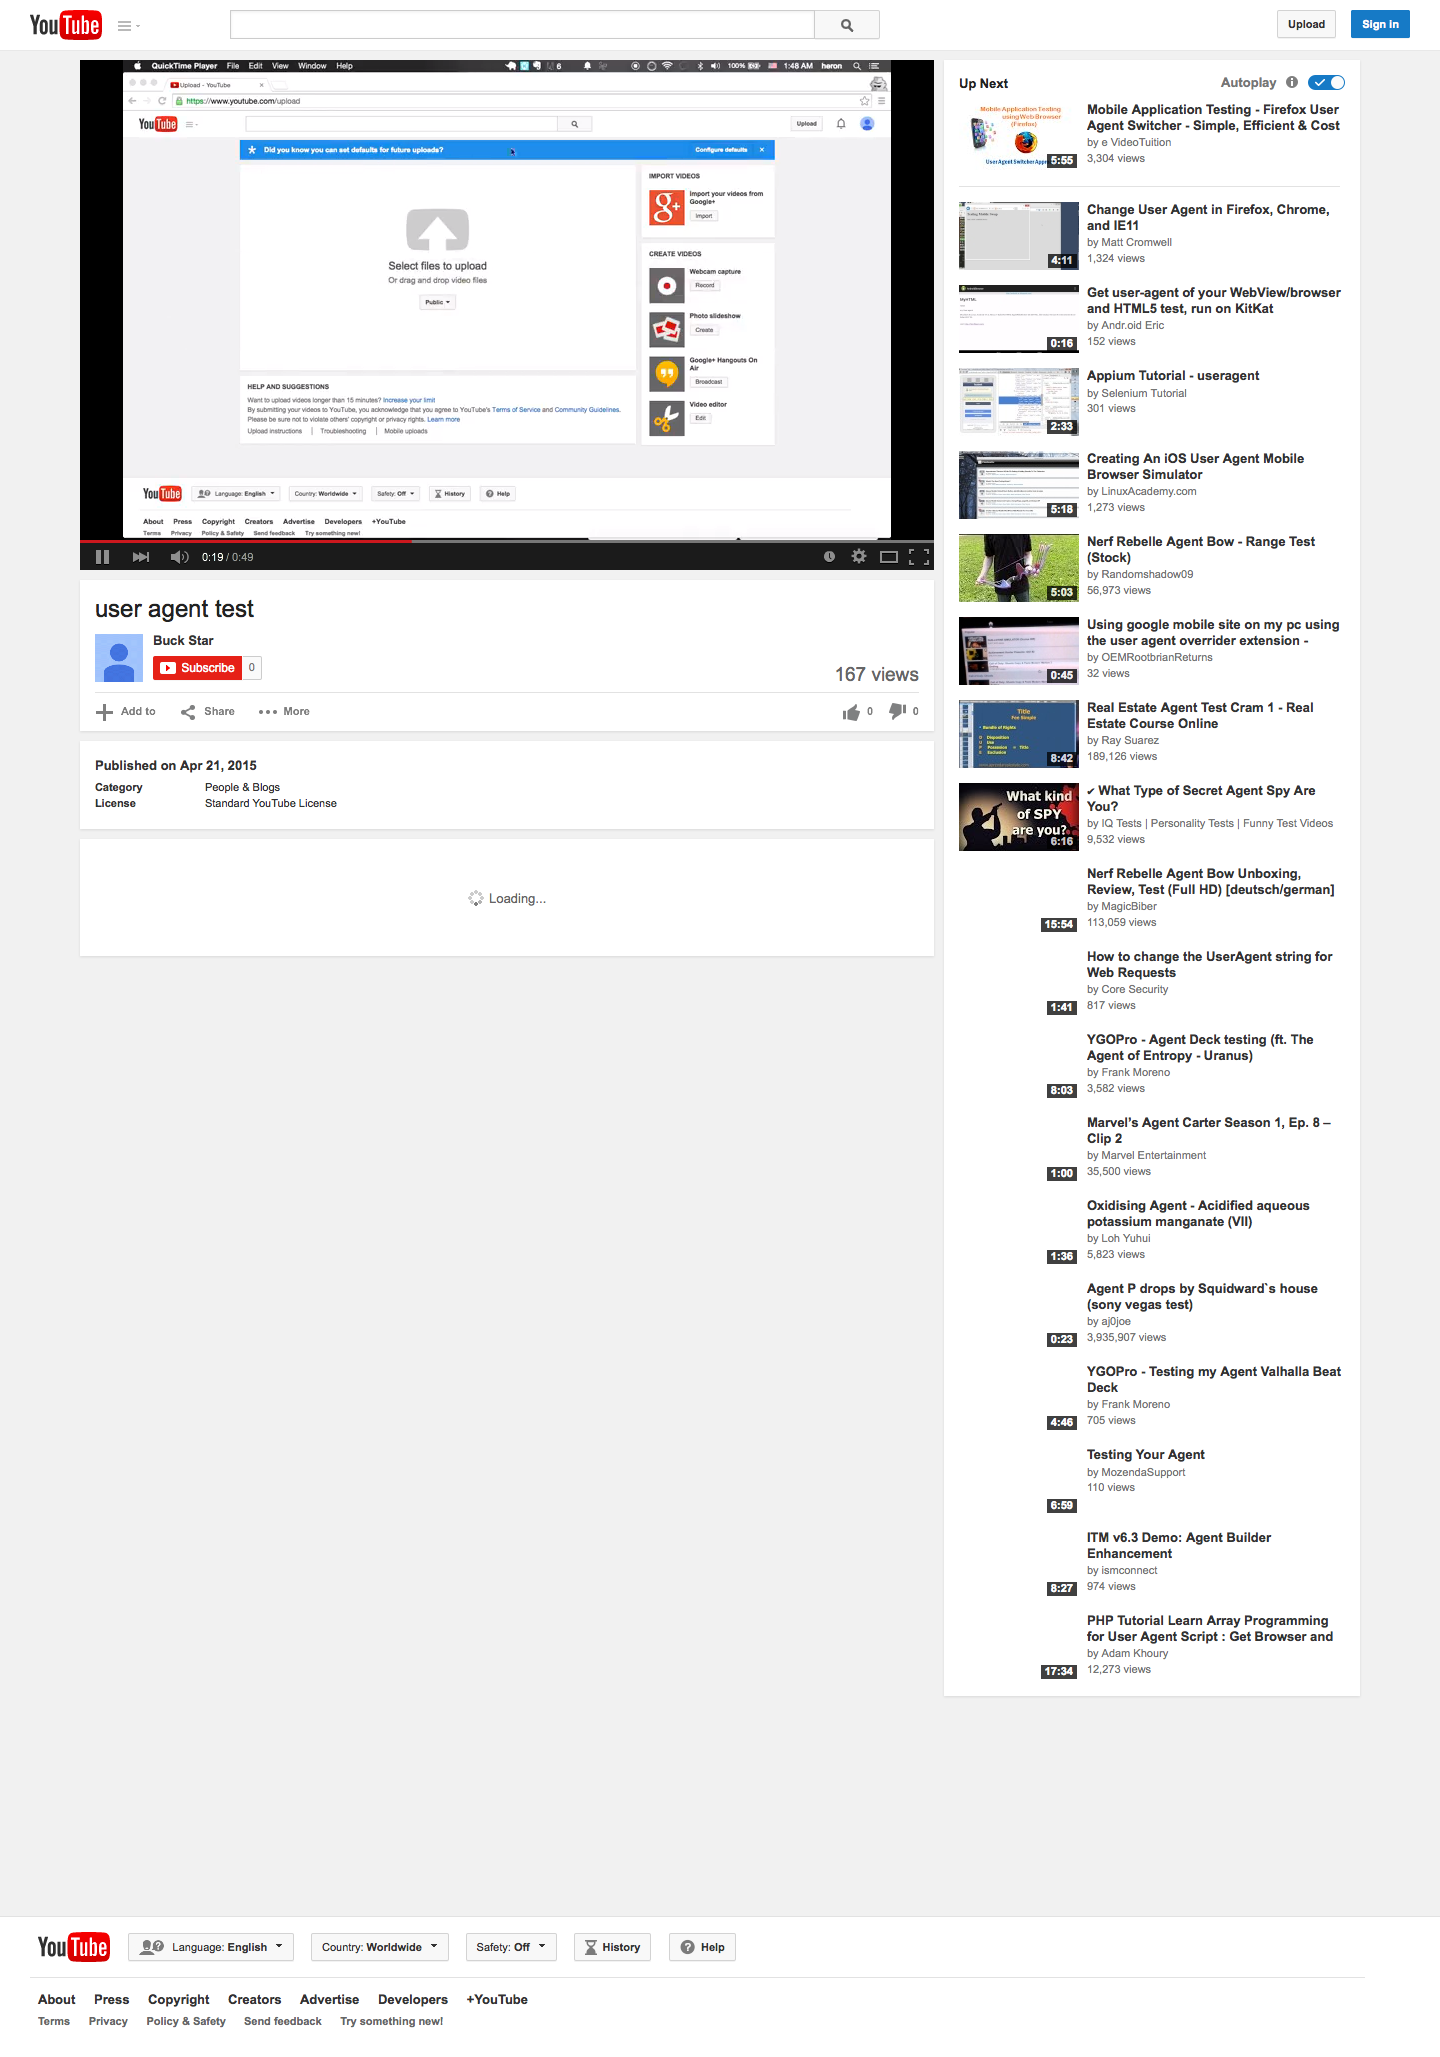 YouTube
Upload
Sign in
QuickTime Player File Edit View Window Help
6
100%
1:48 AM heron
Upload - YouTube
https://www.youtube.com/upload
YouTube
Upload
Did you know you can set defaults for future uploads?
Configure defaults
Select files to upload
Or drag and drop video files
Public
IMPORT VIDEOS
Import your videos from
Google+
Import
CREATE VIDEOS
Webcam capture
Record
Photo slideshow
Create
Google+ Hangouts On
Air
Broadcast
Video editor
Edit
HELP AND SUGGESTIONS
Want to upload videos longer than 15 minutes? Increase your limit
By submitting your videos to YouTube, you acknowledge that you agree to YouTube's Terms of Service and Community Guidelines.
Please be sure not to violate others' copyright or privacy rights. Learn more
Upload instructions | Troubleshooting | Mobile uploads
YouTube
Language: English
Country: Worldwide
Safety: Off
History
Help
About Press Copyright Creators Advertise Developers +YouTube
Terms Privacy Policy & Safety Send feedback Try something new!
0:19 / 0:49
user agent test
Buck Star
Subscribe
0
167 views
Add to
Share
More
0
0
Published on Apr 21, 2015
Category People & Blogs
License Standard YouTube License
Loading...
Up Next
Autoplay
Mobile Application Testing
using Web Browser
(Firefox)
5:55
Mobile Application Testing - Firefox User
Agent Switcher - Simple, Efficient & Cost
by e VideoTuition
3,304 views
4:11
Change User Agent in Firefox, Chrome,
and IE11
by Matt Cromwell
1,324 views
0:16
Get user-agent of your WebView/browser
and HTML5 test, run on KitKat
by Andr.oid Eric
152 views
2:33
Appium Tutorial - useragent
by Selenium Tutorial
301 views
5:18
Creating An iOS User Agent Mobile
Browser Simulator
by LinuxAcademy.com
1,273 views
5:03
Nerf Rebelle Agent Bow - Range Test
(Stock)
by Randomshadow09
56,973 views
0:45
Using google mobile site on my pc using
the user agent overrider extension -
by OEMRootbrianReturns
32 views
Title
Fee Simple
Bundle of Rights
8:42
Real Estate Agent Test Cram 1 - Real
Estate Course Online
by Ray Suarez
189,126 views
What kind
of SPY
are you?
6:16
✔ What Type of Secret Agent Spy Are
You?
by IQ Tests | Personality Tests | Funny Test Videos
9,532 views
15:54
Nerf Rebelle Agent Bow Unboxing,
Review, Test (Full HD) [deutsch/german]
by MagicBiber
113,059 views
1:41
How to change the UserAgent string for
Web Requests
by Core Security
817 views
8:03
YGOPro - Agent Deck testing (ft. The
Agent of Entropy - Uranus)
by Frank Moreno
3,582 views
1:00
Marvel’s Agent Carter Season 1, Ep. 8 –
Clip 2
by Marvel Entertainment
35,500 views
1:36
Oxidising Agent - Acidified aqueous
potassium manganate (VII)
by Loh Yuhui
5,823 views
0:23
Agent P drops by Squidward`s house
(sony vegas test)
by aj0joe
3,935,907 views
4:46
YGOPro - Testing my Agent Valhalla Beat
Deck
by Frank Moreno
705 views
6:59
Testing Your Agent
by MozendaSupport
110 views
8:27
ITM v6.3 Demo: Agent Builder
Enhancement
by ismconnect
974 views
17:34
PHP Tutorial Learn Array Programming
for User Agent Script : Get Browser and
by Adam Khoury
12,273 views
YouTube
Language: English
Country: Worldwide
Safety: Off
History
Help
About Press Copyright Creators Advertise Developers +YouTube
Terms Privacy Policy & Safety Send feedback Try something new!